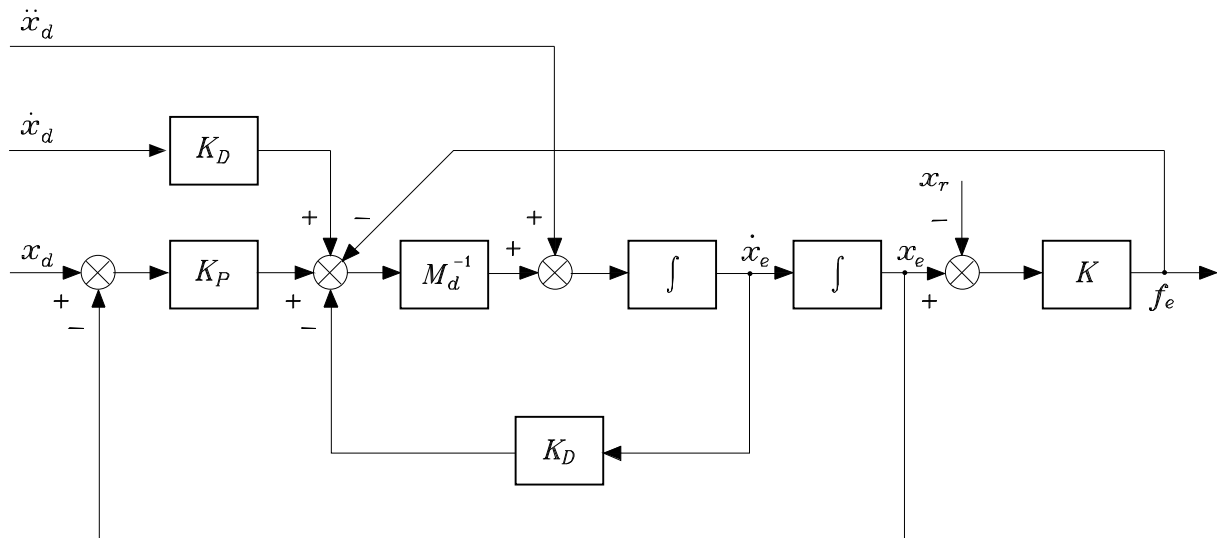 ẍ_d
ẋ_d
K_D
+
−
+
x_r
−
x_d
+
−
K_P
+
−
M_d^{-1}
+
∫
ẋ_e
∫
x_e
+
K
f_e
K_D